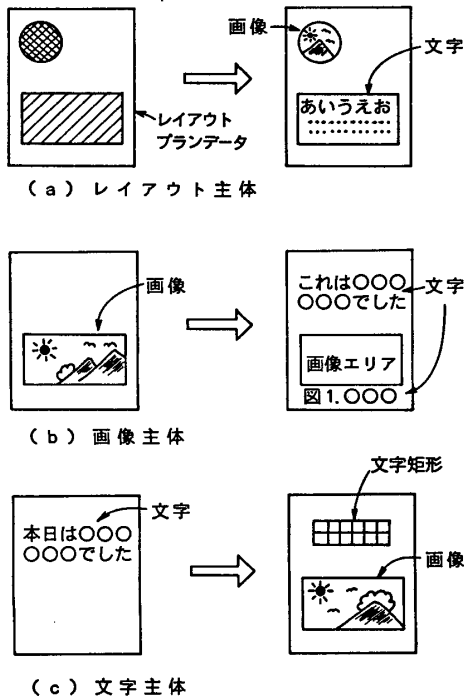 画像
文字
あいうえお
レイアウト
プランデータ
(a) レイアウト主体
画像
これは○○○
○○○でした
文字
画像エリア
図1.○○○
(b) 画像主体
文字
本日は○○○
○○○でした
文字矩形
画像
(c) 文字主体